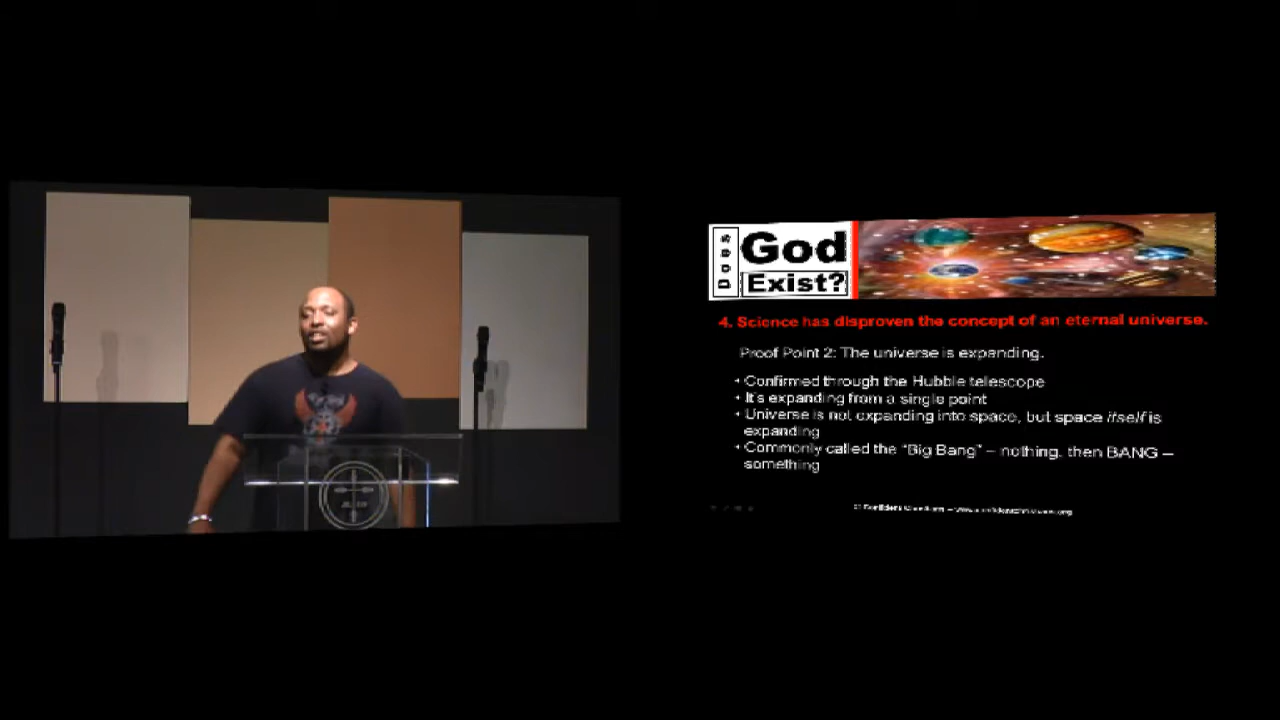 Does
God
Exist?
4. Science has disproven the concept of an eternal universe.
Proof Point 2: The universe is expanding.
• Confirmed through the Hubble telescope
• It's expanding from a single point
• Universe is not expanding into space, but space itself is
expanding
• Commonly called the "Big Bang" – nothing, then BANG –
something